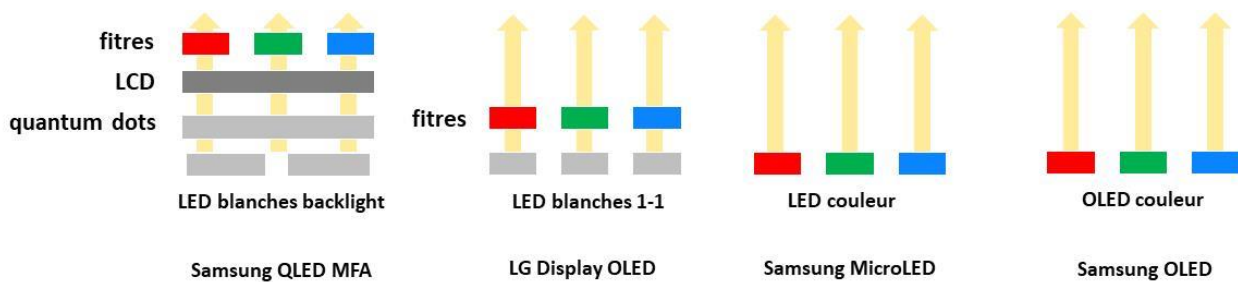 fitres
LCD
quantum dots
LED blanches backlight
Samsung QLED MFA
fitres
LED blanches 1-1
LG Display OLED
LED couleur
Samsung MicroLED
OLED couleur
Samsung OLED